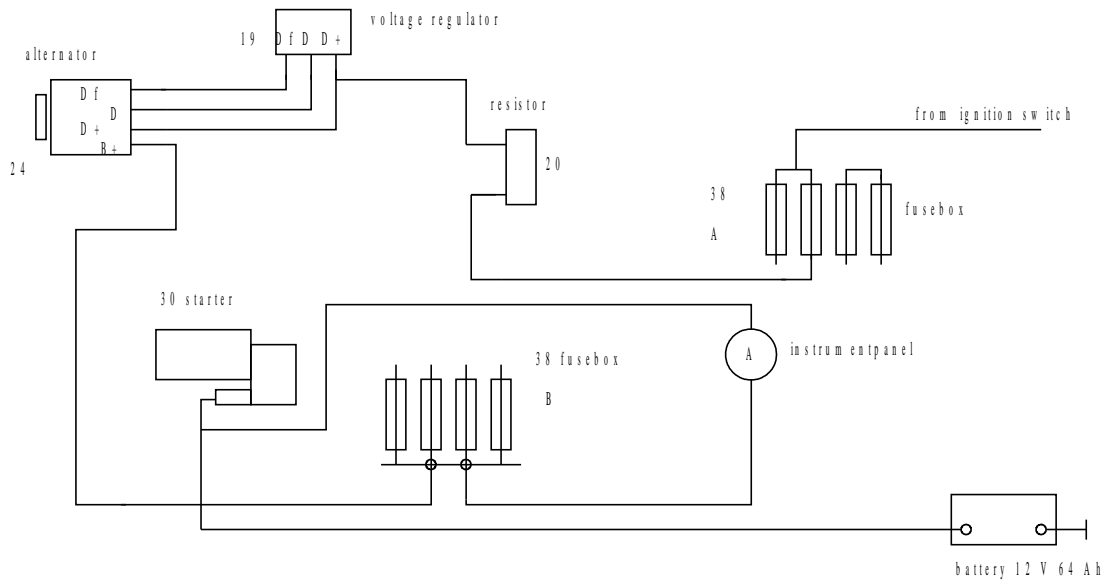 voltage regulator
19 Df D D+
alternator
Df
D
D+
B+
24
resistor
20
from ignition switch
38
A
fusebox
30 starter
38 fusebox
B
A
instrumentpanel
battery 12 V 64 Ah